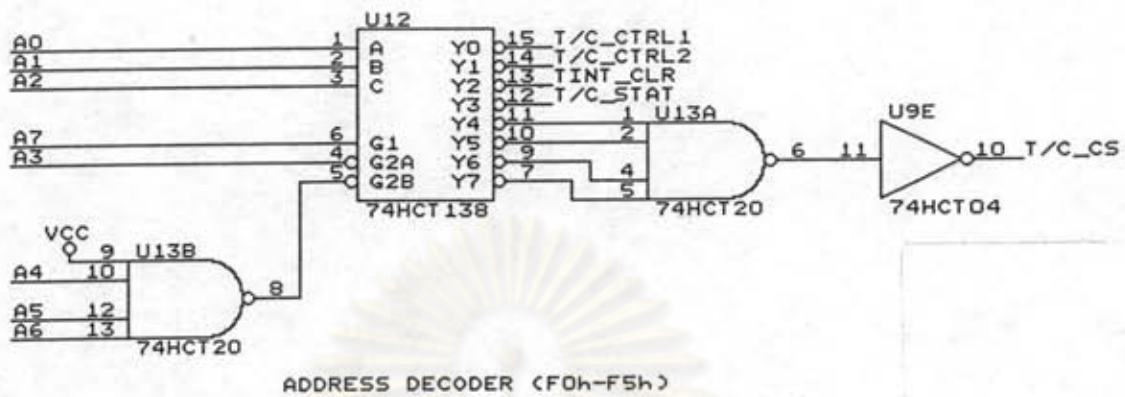 U12
A0 1 A Y0 15 T/C_CTRL1
A1 2 B Y1 14 T/C_CTRL2
A2 3 C Y2 13 TINT_CLR
Y3 12 T/C_STAT
Y4 11 1 U13A
A7 6 G1 Y5 10 2
A3 4 G2A Y6 9 4
5 G2B Y7 7 5
6 11 U9E 10 T/C_CS
74HCT138 74HCT20 74HCT04
VCC 9 U13B
A4 10
8
A5 12
A6 13
74HCT20
ADDRESS DECODER (F0h-F5h)